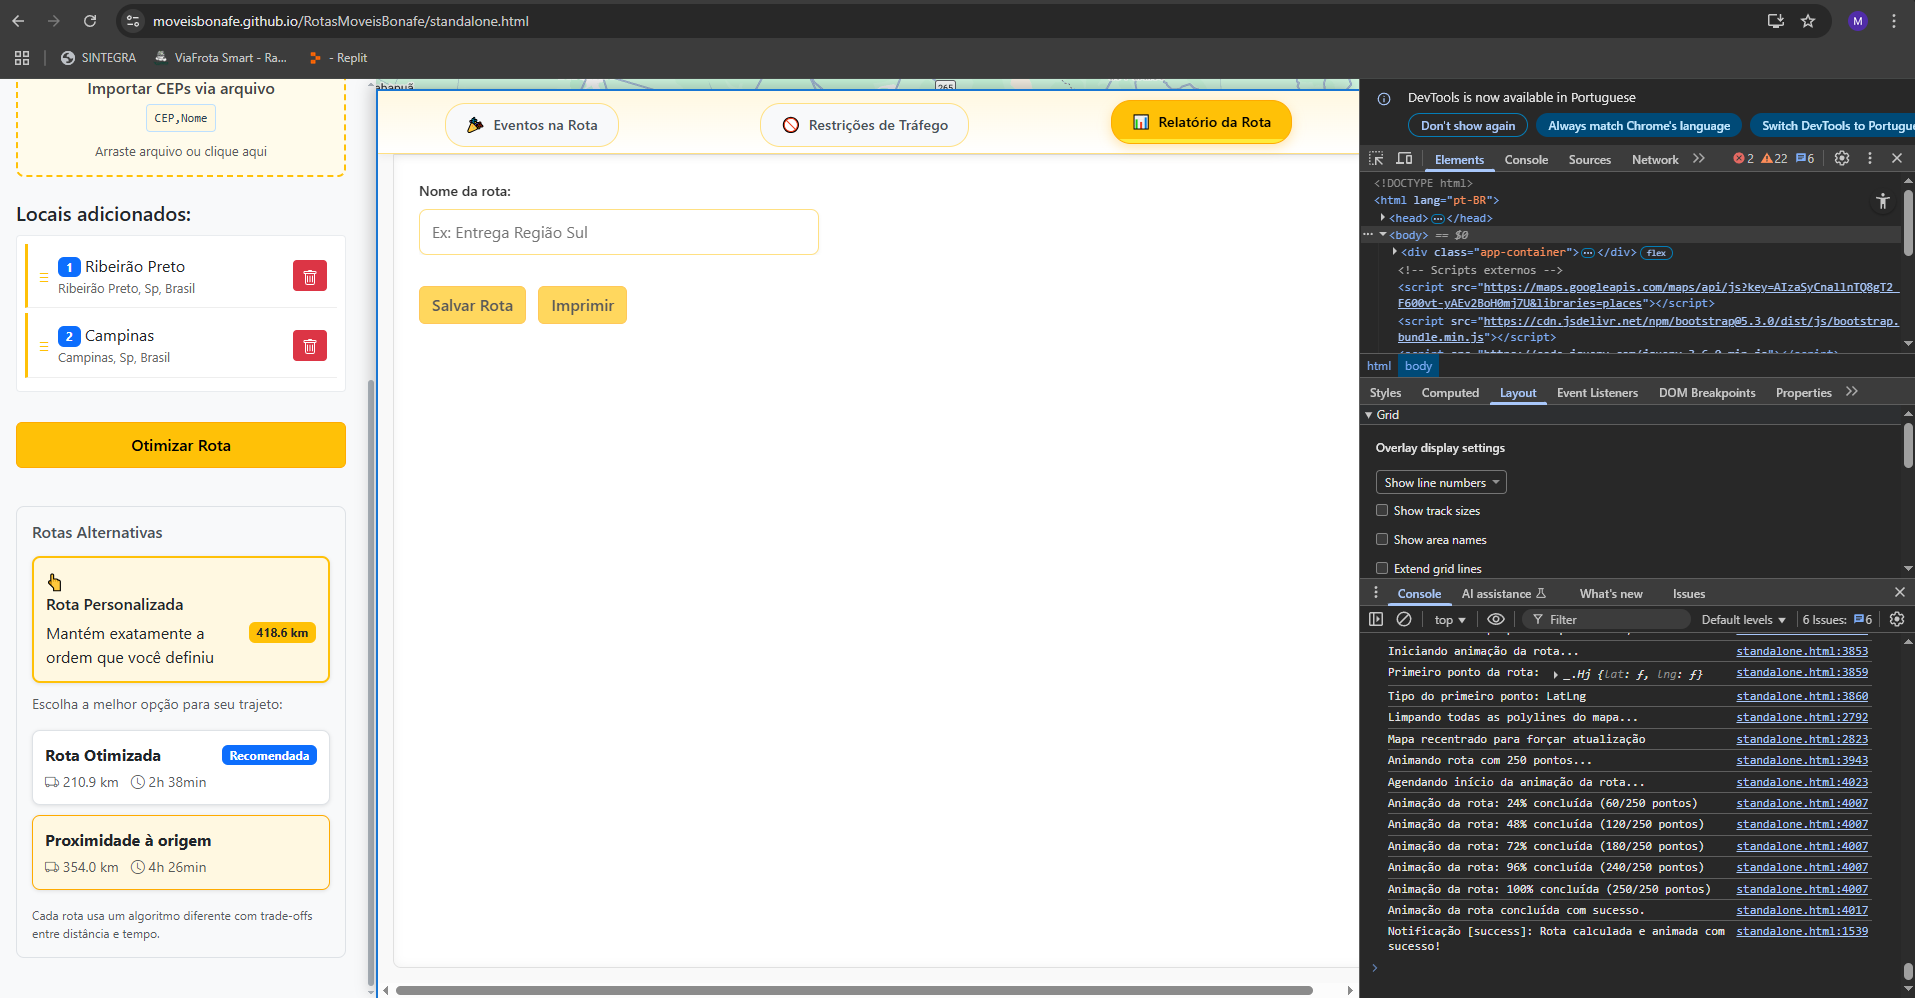 moveisbonafe.github.io/RotasMoveisBonafe/standalone.html
M
SINTEGRA
ViaFrota Smart - Ra...
- Replit
Importar CEPs via arquivo
CEP,Nome
Arraste arquivo ou clique aqui
Locais adicionados:
1 Ribeirão Preto
Ribeirão Preto, Sp, Brasil
2 Campinas
Campinas, Sp, Brasil
Otimizar Rota
Rotas Alternativas
Rota Personalizada
Mantém exatamente a
ordem que você definiu
418.6 km
Escolha a melhor opção para seu trajeto:
Rota Otimizada
Recomendada
210.9 km 2h 38min
Proximidade à origem
354.0 km 4h 26min
Cada rota usa um algoritmo diferente com trade-offs
entre distância e tempo.
265
Eventos na Rota
Restrições de Tráfego
Relatório da Rota
Nome da rota:
Ex: Entrega Região Sul
Salvar Rota
Imprimir
DevTools is now available in Portuguese
Don't show again
Always match Chrome's language
Switch DevTools to Portugue
Elements Console Sources Network 2 22 6
<!DOCTYPE html>
<html lang="pt-BR">
<head> </head>
<body> == $0
<div class="app-container"> </div> flex
<!-- Scripts externos -->
<script src="https://maps.googleapis.com/maps/api/js?key=AIzaSyCnallnTQ8gT2_
F600vt-yAEv2BoH0mj7U&libraries=places"></script>
<script src="https://cdn.jsdelivr.net/npm/bootstrap@5.3.0/dist/js/bootstrap.
bundle.min.js"></script>
html body
Styles Computed Layout Event Listeners DOM Breakpoints Properties
Grid
Overlay display settings
Show line numbers
Show track sizes
Show area names
Extend grid lines
Console AI assistance What's new Issues
top Filter Default levels 6 Issues: 6
Iniciando animação da rota... standalone.html:3853
Primeiro ponto da rota: _.Hj {lat: ƒ, lng: ƒ} standalone.html:3859
Tipo do primeiro ponto: LatLng standalone.html:3860
Limpando todas as polylines do mapa... standalone.html:2792
Mapa recentrado para forçar atualização standalone.html:2823
Animando rota com 250 pontos... standalone.html:3943
Agendando início da animação da rota... standalone.html:4023
Animação da rota: 24% concluída (60/250 pontos) standalone.html:4007
Animação da rota: 48% concluída (120/250 pontos) standalone.html:4007
Animação da rota: 72% concluída (180/250 pontos) standalone.html:4007
Animação da rota: 96% concluída (240/250 pontos) standalone.html:4007
Animação da rota: 100% concluída (250/250 pontos) standalone.html:4007
Animação da rota concluída com sucesso. standalone.html:4017
Notificação [success]: Rota calculada e animada com standalone.html:1539
sucesso!